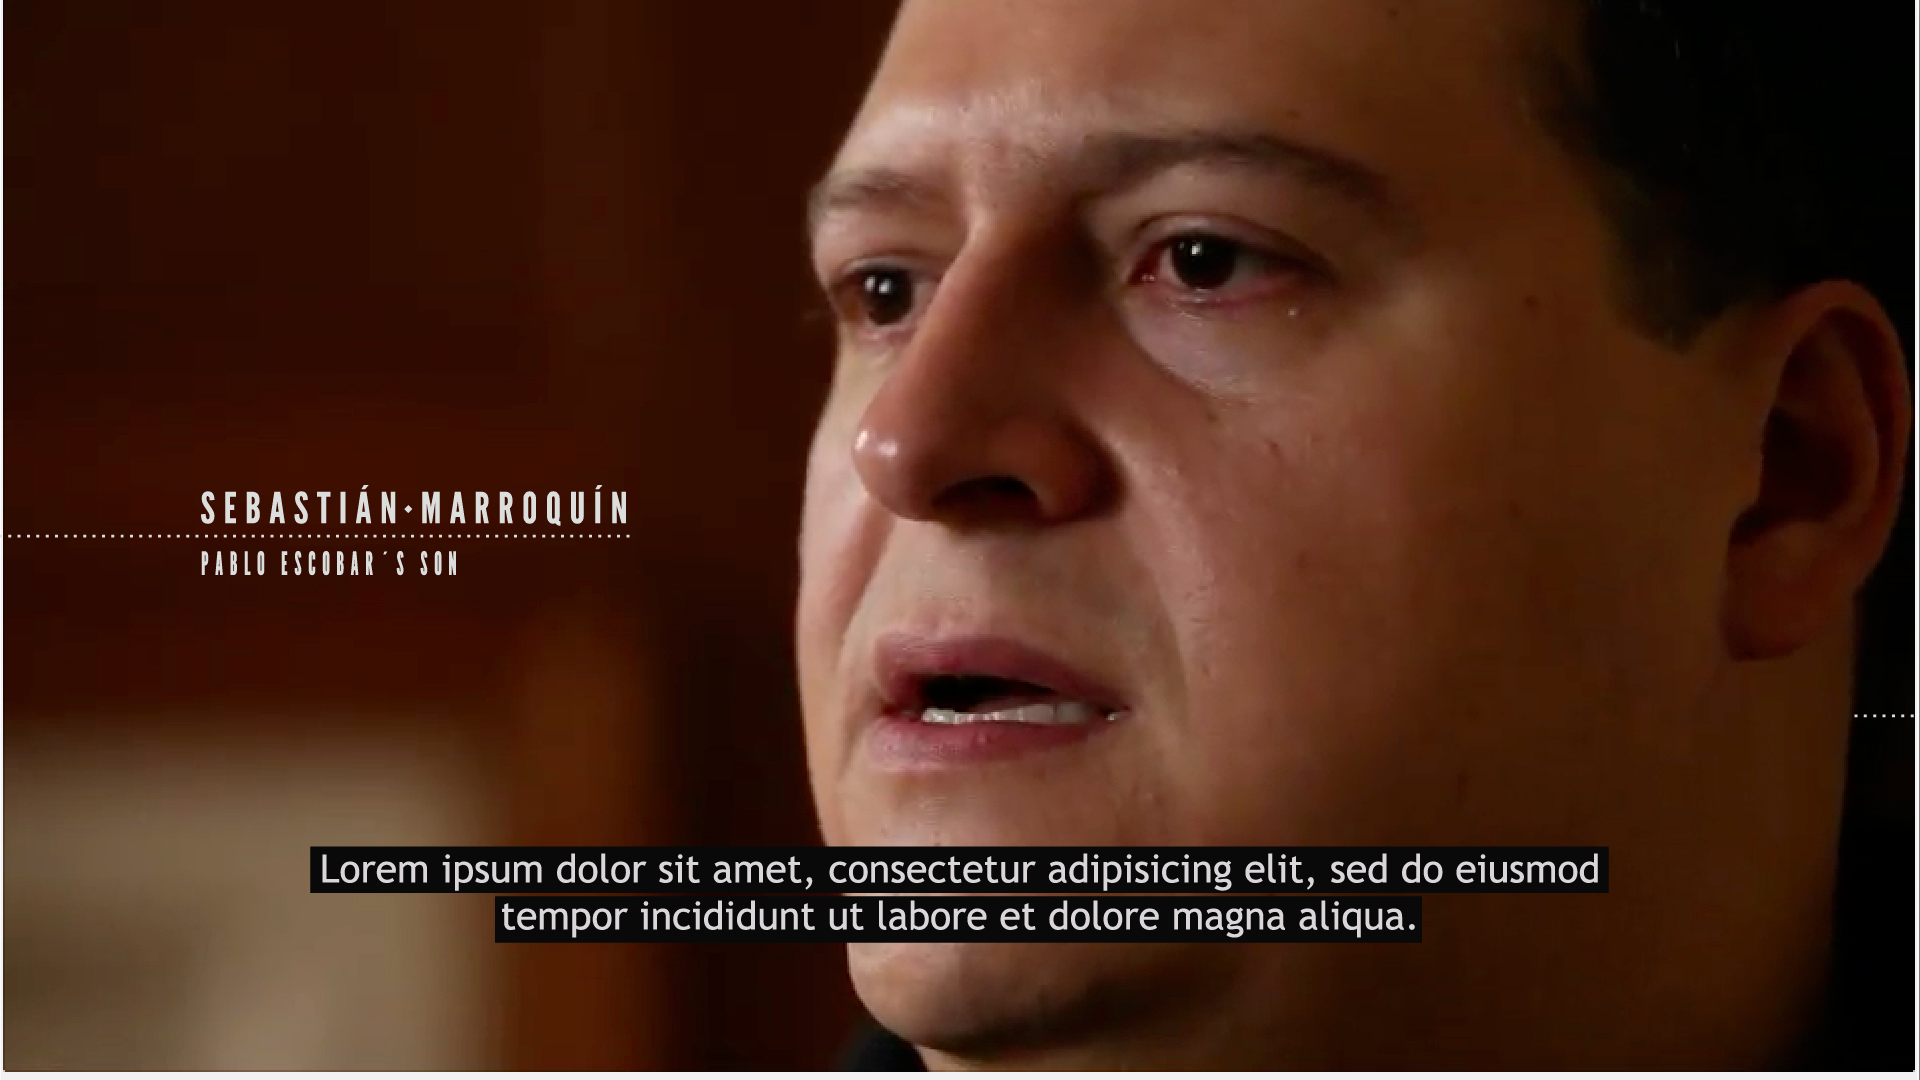 SEBASTIÁN·MARROQUÍN
PABLO ESCOBAR´S SON
Lorem ipsum dolor sit amet, consectetur adipisicing elit, sed do eiusmod
tempor incididunt ut labore et dolore magna aliqua.